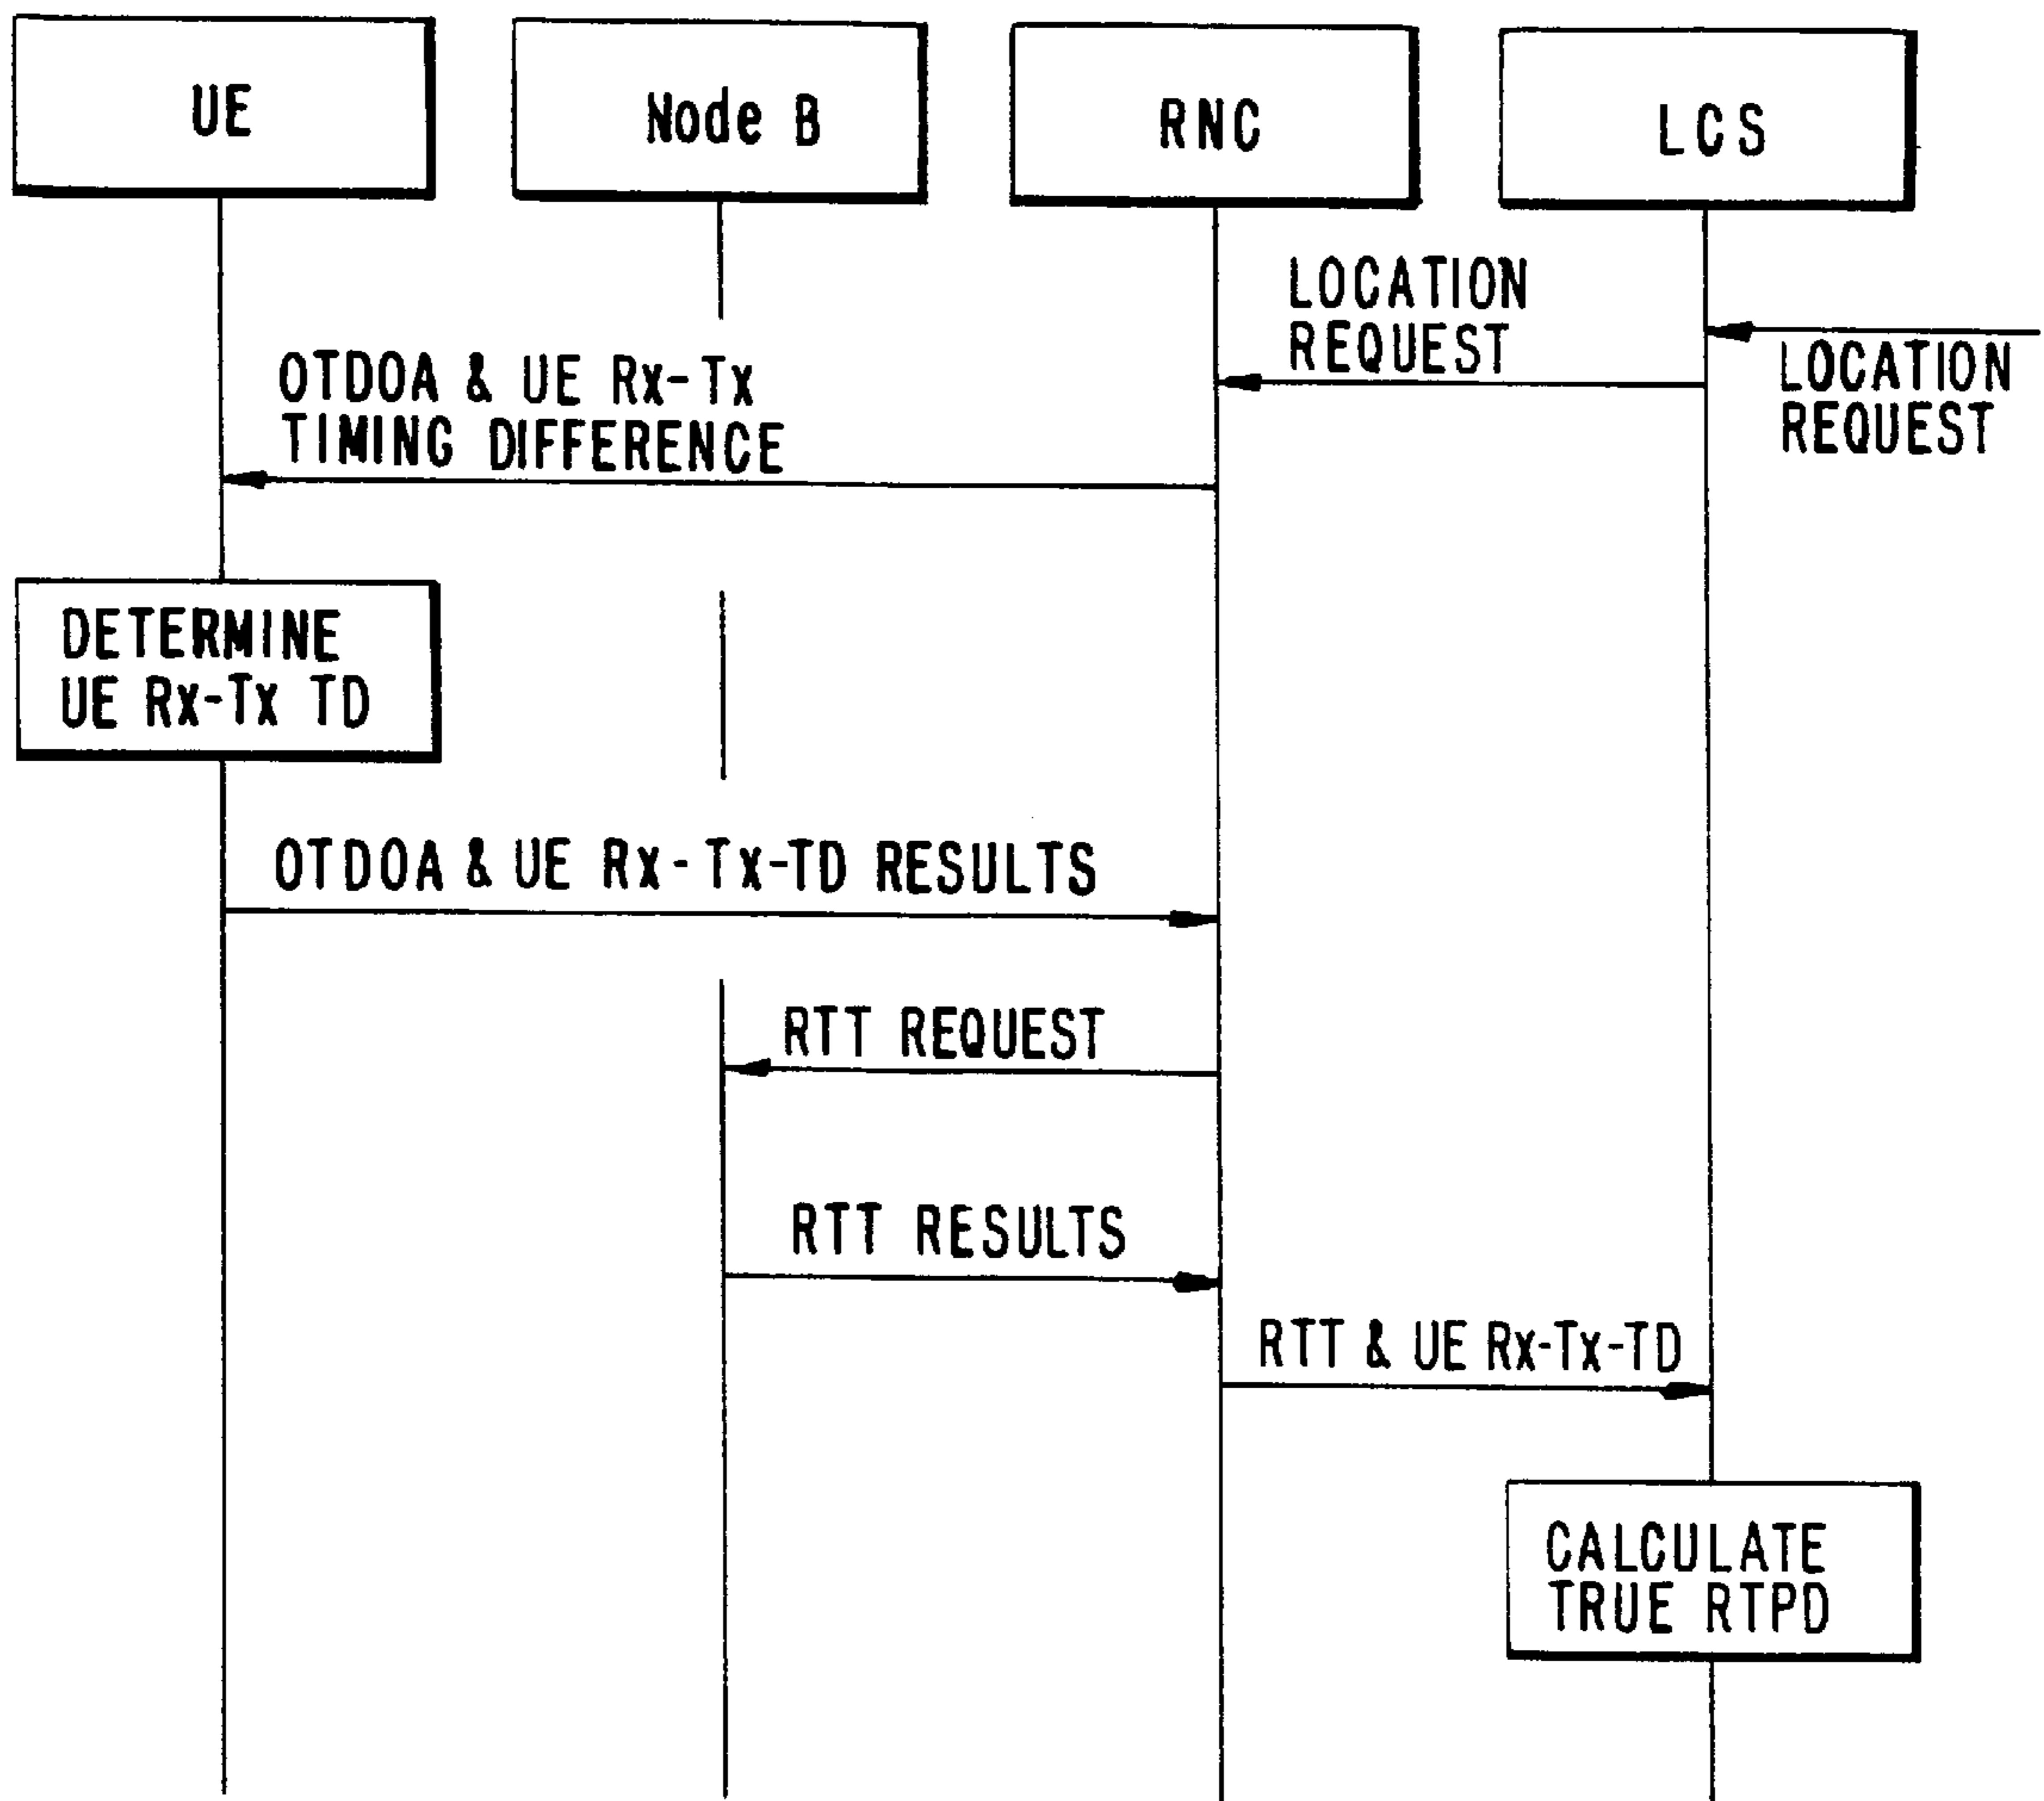 UE
Node B
RNC
LCS
LOCATION
REQUEST
LOCATION
REQUEST
OTDOA & UE Rx-Tx
TIMING DIFFERENCE
DETERMINE
UE Rx-Tx TD
OTDOA & UE Rx-Tx-TD RESULTS
RTT REQUEST
RTT RESULTS
RTT & UE Rx-Tx-TD
CALCULATE
TRUE RTPD